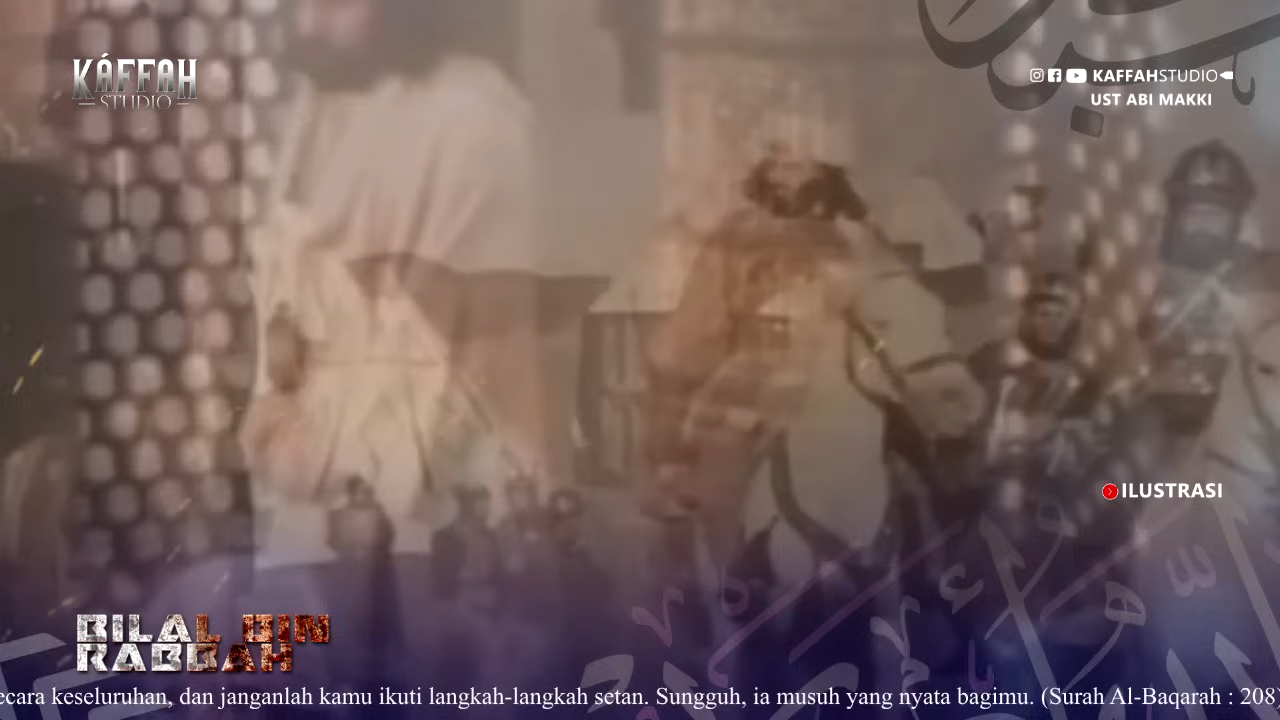 KÁFFAH
STUDIO
KAFFAHSTUDIO
UST ABI MAKKI
ILUSTRASI
BILAL BIN
RABBAH
ecara keseluruhan, dan janganlah kamu ikuti langkah-langkah setan. Sungguh, ia musuh yang nyata bagimu. (Surah Al-Baqarah : 208)